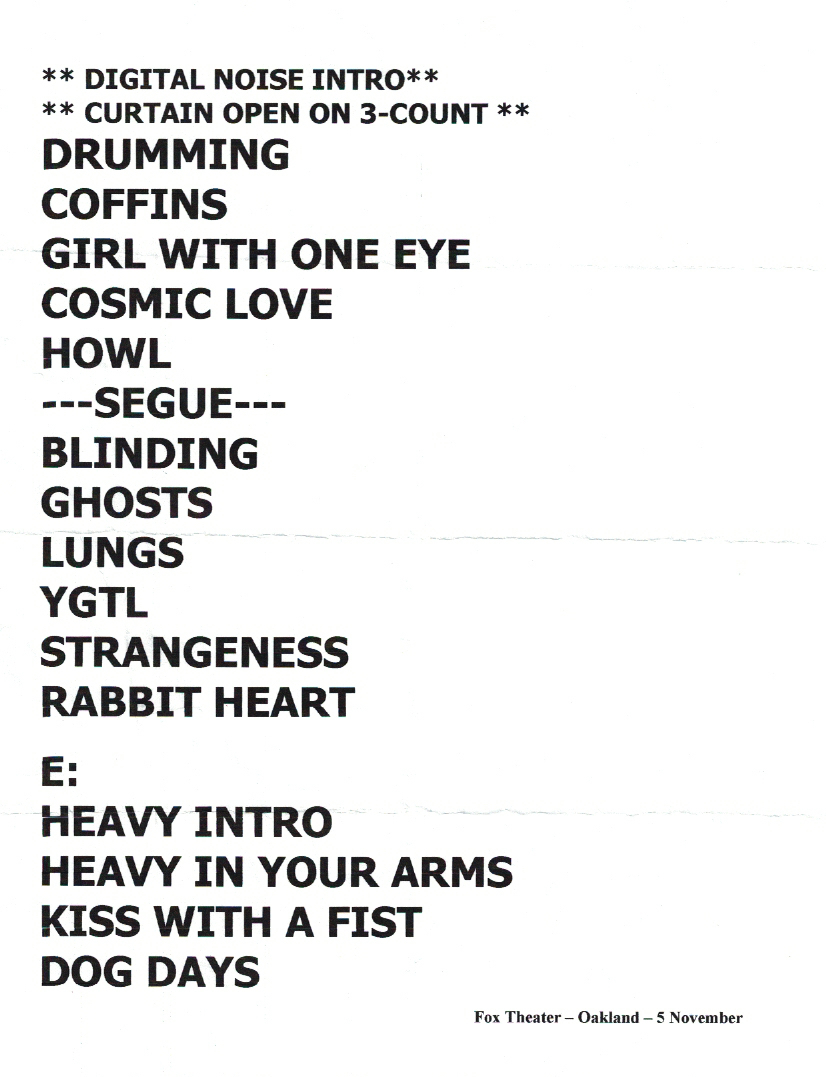 ** DIGITAL NOISE INTRO**
** CURTAIN OPEN ON 3-COUNT **
DRUMMING
COFFINS
GIRL WITH ONE EYE
COSMIC LOVE
HOWL
---SEGUE---
BLINDING
GHOSTS
LUNGS
YGTL
STRANGENESS
RABBIT HEART
E:
HEAVY INTRO
HEAVY IN YOUR ARMS
KISS WITH A FIST
DOG DAYS
Fox Theater – Oakland – 5 November